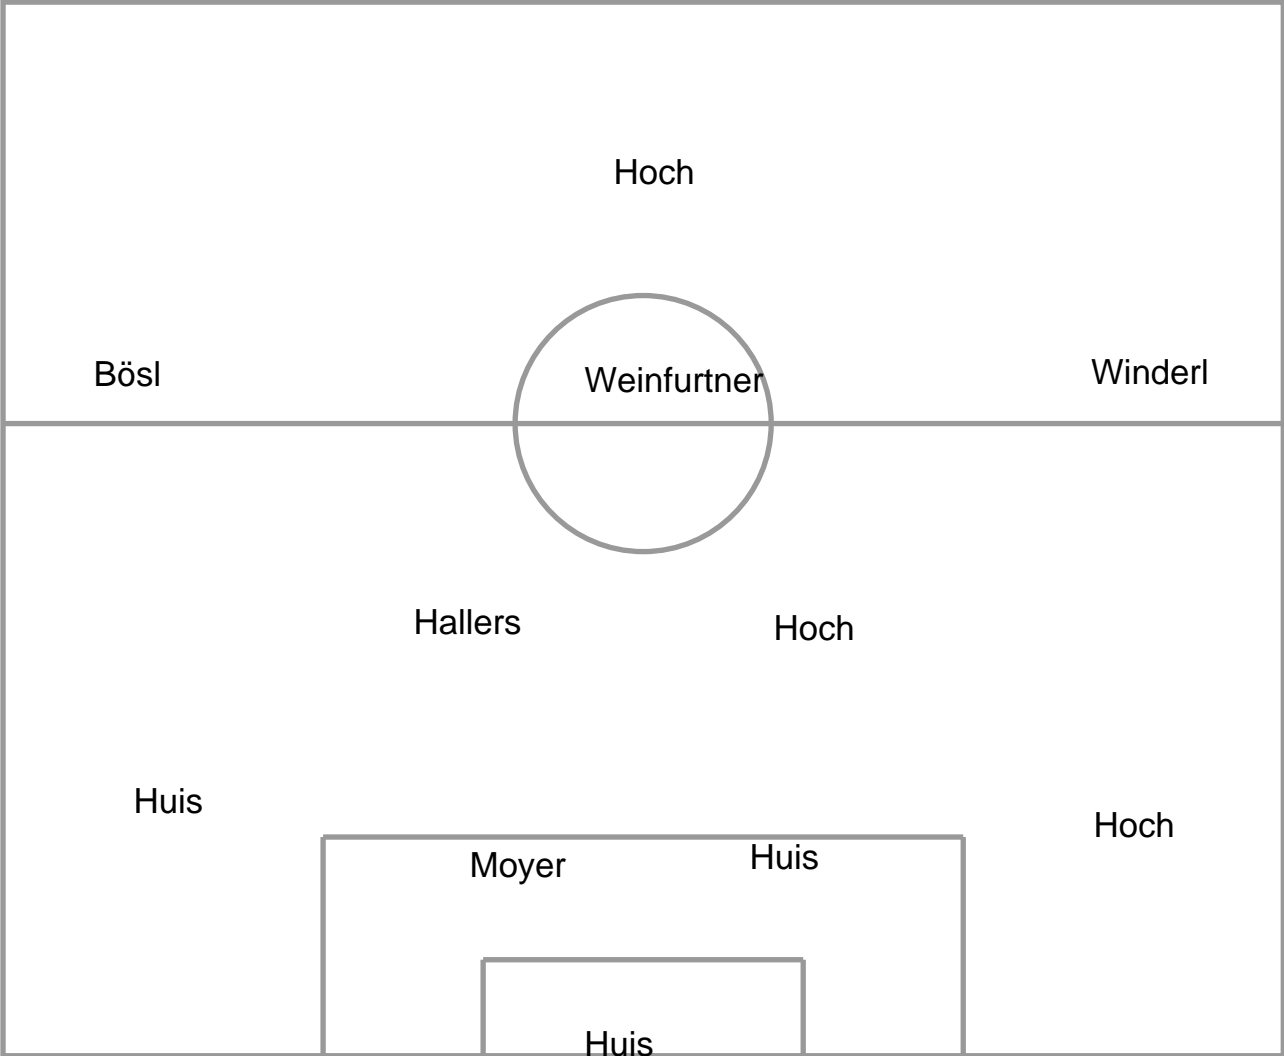 Hoch
Bösl
Weinfurtner
Winderl
Hallers
Hoch
Huis
Hoch
Moyer
Huis
Huis